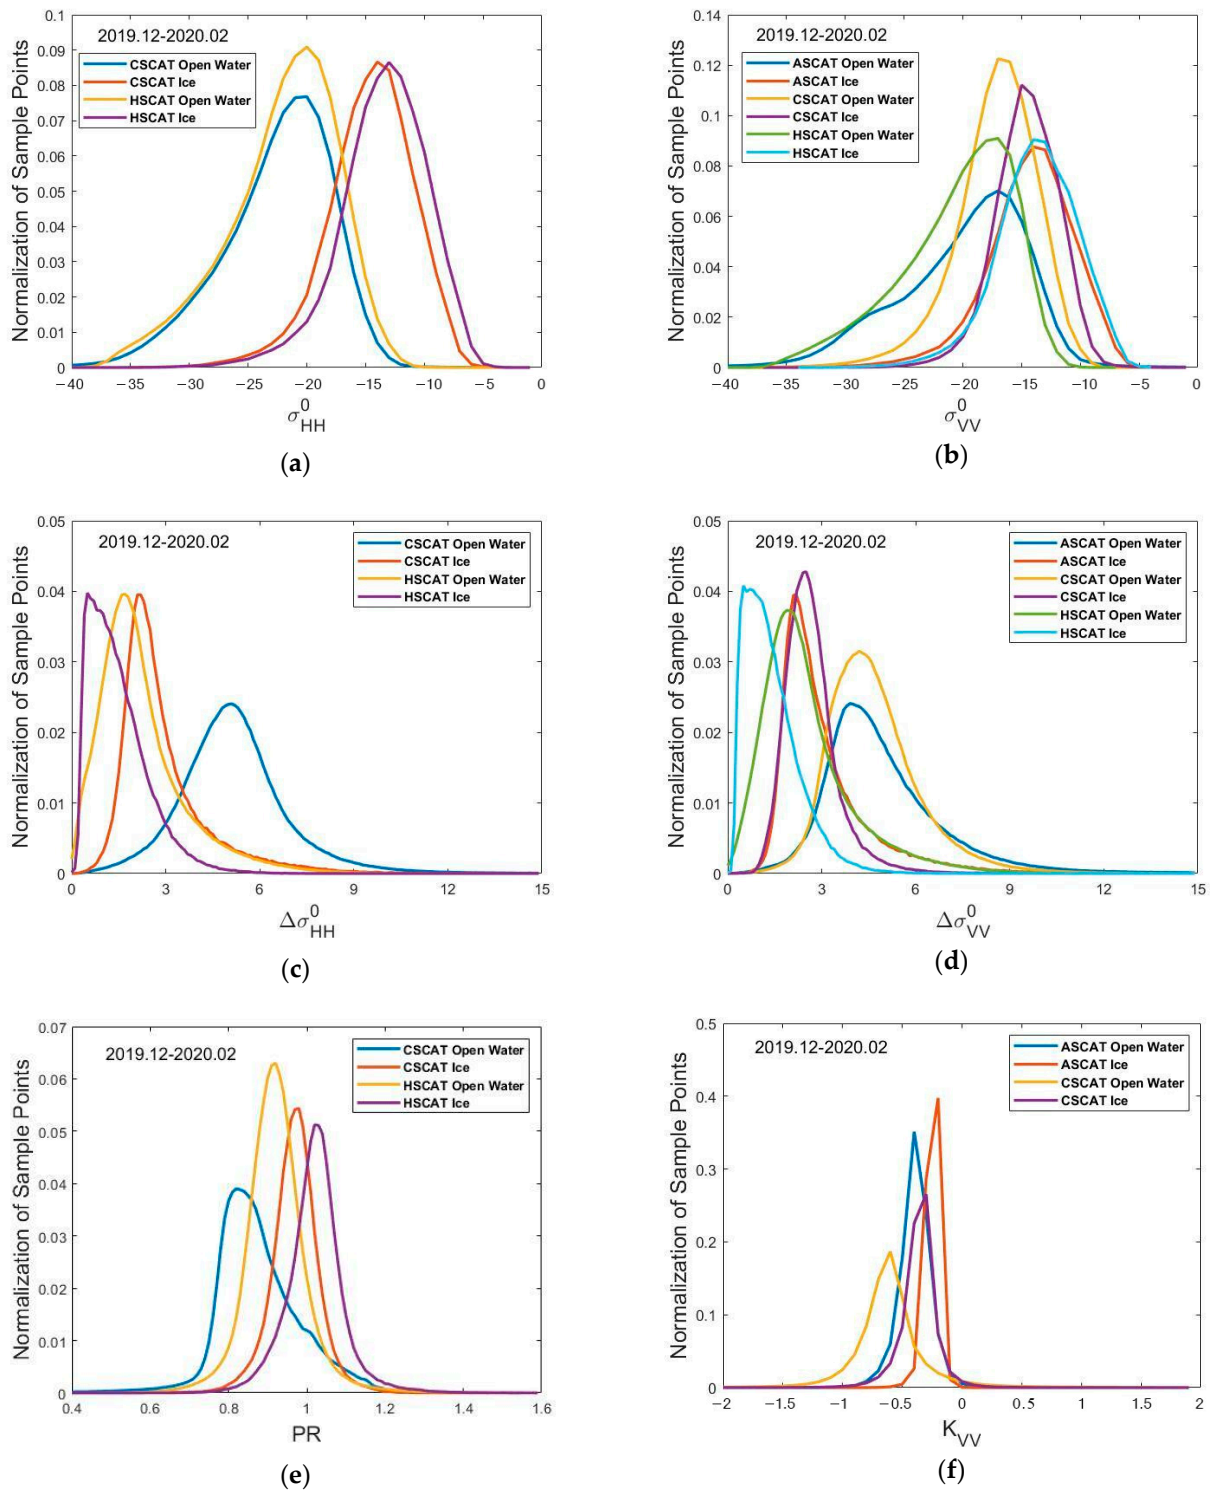 0.1
0.09
0.08
0.07
0.06
0.05
0.04
0.03
0.02
0.01
0
Normalization of Sample Points
2019.12-2020.02
CSCAT Open Water
CSCAT Ice
HSCAT Open Water
HSCAT Ice
−40 −35 −30 −25 −20 −15 −10 −5 0
σ⁰HH
(a)
0.14
0.12
0.1
0.08
0.06
0.04
0.02
0
Normalization of Sample Points
2019.12-2020.02
ASCAT Open Water
ASCAT Ice
CSCAT Open Water
CSCAT Ice
HSCAT Open Water
HSCAT Ice
−40 −35 −30 −25 −20 −15 −10 −5 0
σ⁰VV
(b)
0.05
0.04
0.03
0.02
0.01
0
Normalization of Sample Points
2019.12-2020.02
CSCAT Open Water
CSCAT Ice
HSCAT Open Water
HSCAT Ice
0 3 6 9 12 15
Δσ⁰HH
(c)
0.05
0.04
0.03
0.02
0.01
0
Normalization of Sample Points
2019.12-2020.02
ASCAT Open Water
ASCAT Ice
CSCAT Open Water
CSCAT Ice
HSCAT Open Water
HSCAT Ice
0 3 6 9 12 15
Δσ⁰VV
(d)
0.07
0.06
0.05
0.04
0.03
0.02
0.01
0
Normalization of Sample Points
2019.12-2020.02
CSCAT Open Water
CSCAT Ice
HSCAT Open Water
HSCAT Ice
0.4 0.6 0.8 1 1.2 1.4 1.6
PR
(e)
0.5
0.4
0.3
0.2
0.1
0
Normalization of Sample Points
2019.12-2020.02
ASCAT Open Water
ASCAT Ice
CSCAT Open Water
CSCAT Ice
−2 −1.5 −1 −0.5 0 0.5 1 1.5 2
KVV
(f)